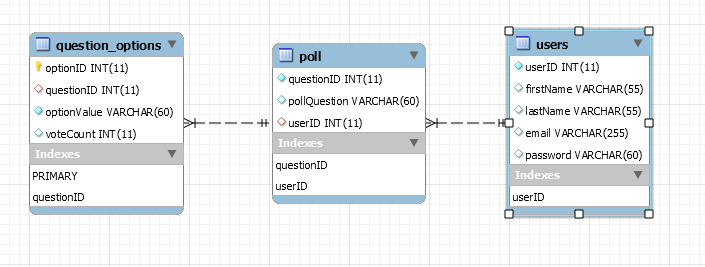 question_options
optionID INT(11)
questionID INT(11)
optionValue VARCHAR(60)
voteCount INT(11)
Indexes
PRIMARY
questionID
poll
questionID INT(11)
pollQuestion VARCHAR(60)
userID INT(11)
Indexes
questionID
userID
users
userID INT(11)
firstName VARCHAR(55)
lastName VARCHAR(55)
email VARCHAR(255)
password VARCHAR(60)
Indexes
userID